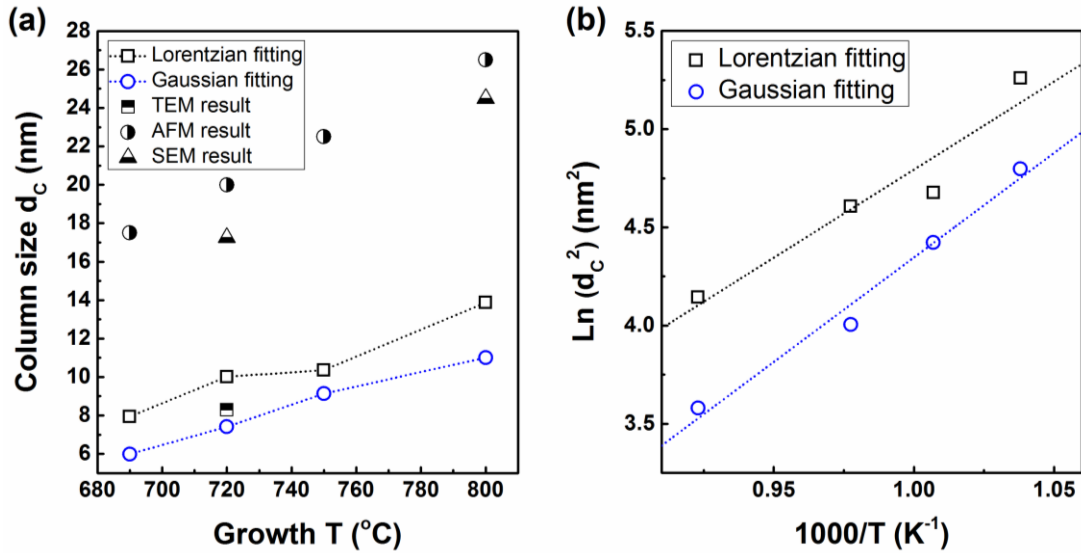 (a)
28
26
24
22
20
18
16
14
12
10
8
6
Column size d_C (nm)
Lorentzian fitting
Gaussian fitting
TEM result
AFM result
SEM result
680 700 720 740 760 780 800
Growth T (°C)
(b)
5.5
5.0
4.5
4.0
3.5
Ln (d_C²) (nm²)
Lorentzian fitting
Gaussian fitting
0.95 1.00 1.05
1000/T (K⁻¹)